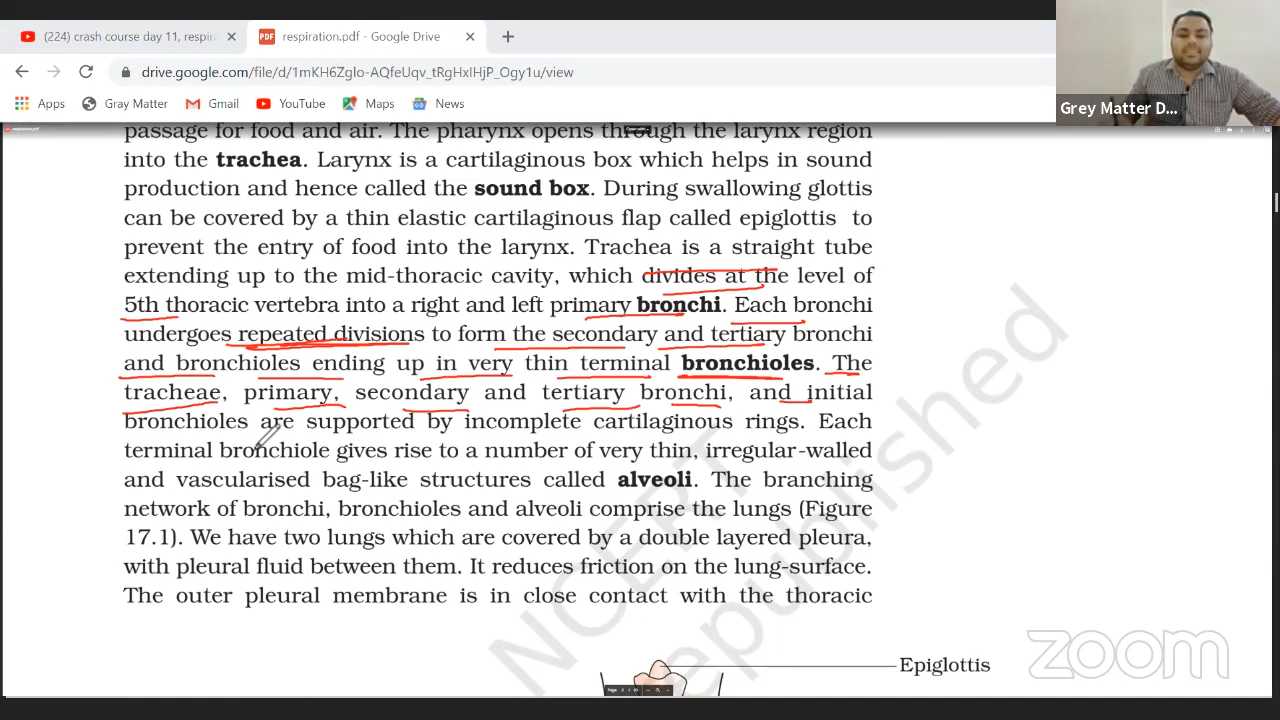 (224) crash course day 11, respira
respiration.pdf - Google Drive
drive.google.com/file/d/1mKH6Zglo-AQfeUqv_tRgHxIHjP_Ogy1u/view
Apps Gray Matter Gmail YouTube Maps News
Grey Matter D...
respiration.pdf
passage for food and air. The pharynx opens through the larynx region
into the trachea. Larynx is a cartilaginous box which helps in sound
production and hence called the sound box. During swallowing glottis
can be covered by a thin elastic cartilaginous flap called epiglottis to
prevent the entry of food into the larynx. Trachea is a straight tube
extending up to the mid-thoracic cavity, which divides at the level of
5th thoracic vertebra into a right and left primary bronchi. Each bronchi
undergoes repeated divisions to form the secondary and tertiary bronchi
and bronchioles ending up in very thin terminal bronchioles. The
tracheae, primary, secondary and tertiary bronchi, and initial
bronchioles are supported by incomplete cartilaginous rings. Each
terminal bronchiole gives rise to a number of very thin, irregular-walled
and vascularised bag-like structures called alveoli. The branching
network of bronchi, bronchioles and alveoli comprise the lungs (Figure
17.1). We have two lungs which are covered by a double layered pleura,
with pleural fluid between them. It reduces friction on the lung-surface.
The outer pleural membrane is in close contact with the thoracic
NCERT
republished
Epiglottis
zoom